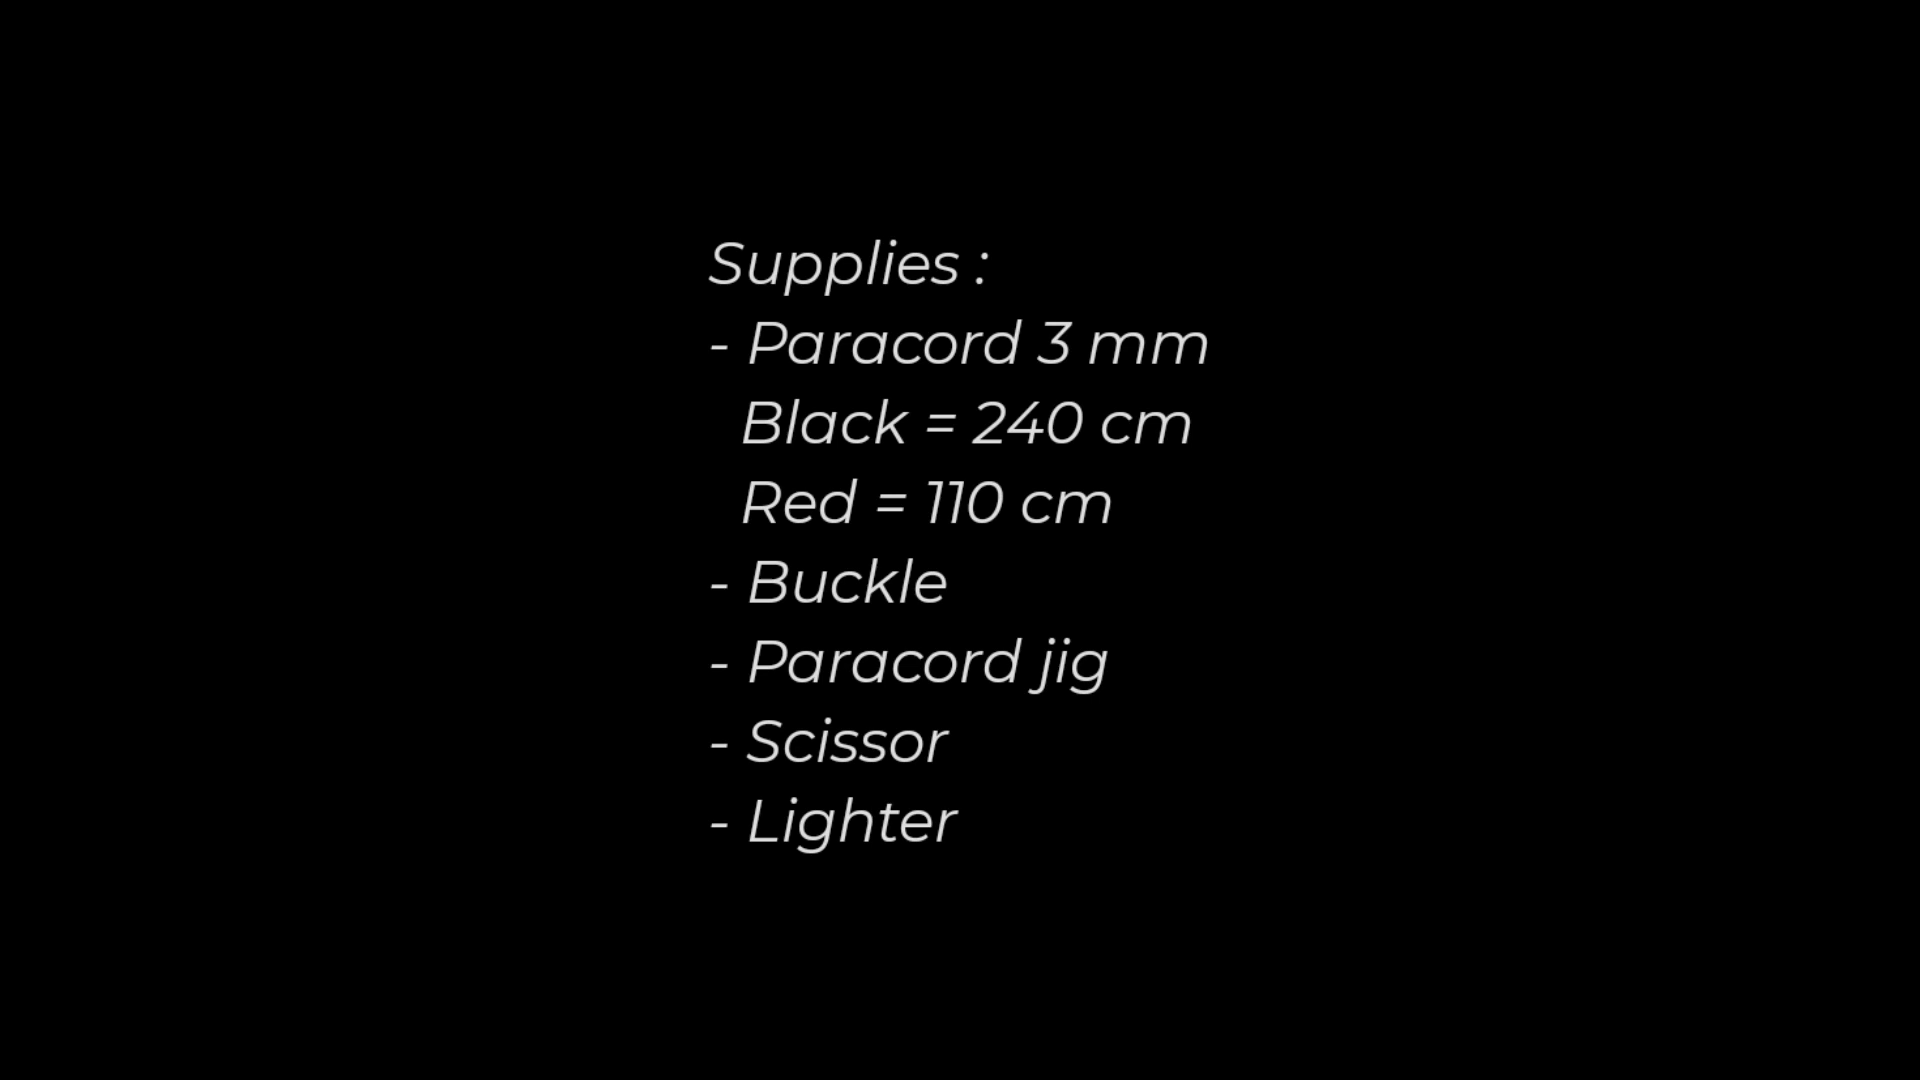 Supplies :
- Paracord 3 mm
Black = 240 cm
Red = 110 cm
- Buckle
- Paracord jig
- Scissor
- Lighter